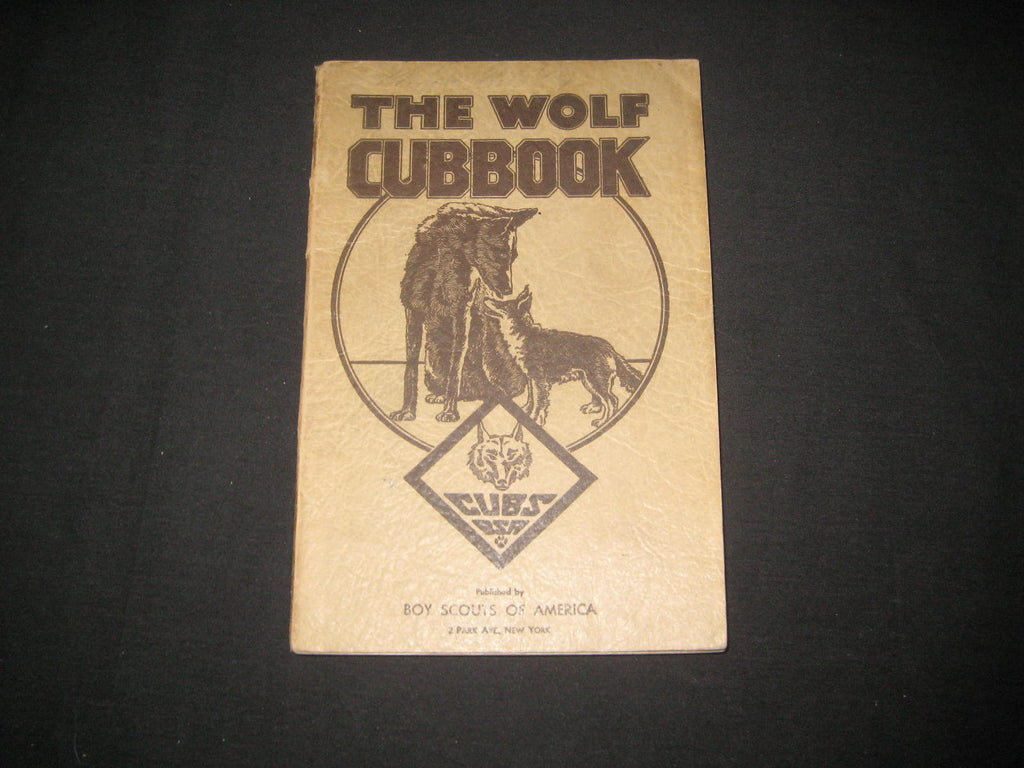 THE WOLF
CUBBOOK
CUBS
BSA
Published by
BOY SCOUTS OF AMERICA
2 PARK AVE., NEW YORK